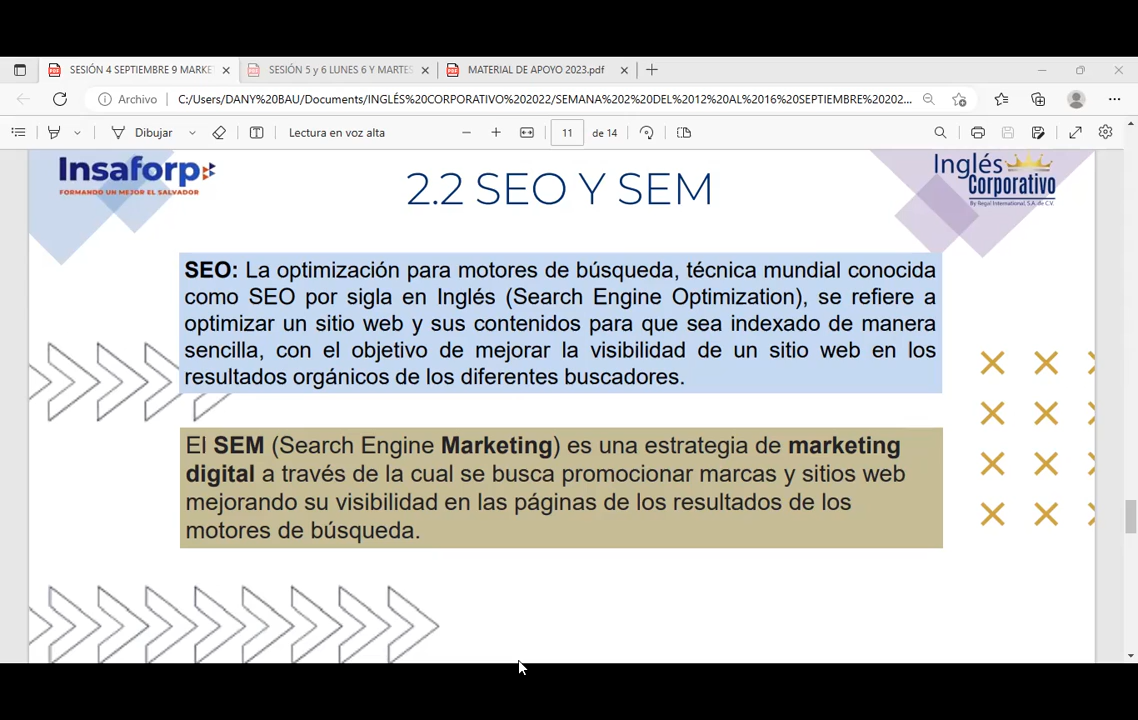 SESIÓN 4 SEPTIEMBRE 9 MARKE
SESIÓN 5 y 6 LUNES 6 Y MARTES
MATERIAL DE APOYO 2023.pdf
Archivo
C:/Users/DANY%20BAU/Documents/INGLÉS%20CORPORATIVO%202022/SEMANA%202%20DEL%2012%20AL%2016%20SEPTIEMBRE%20202...
Dibujar
Lectura en voz alta
11 de 14
Insaforp
FORMANDO UN MEJOR EL SALVADOR
2.2 SEO Y SEM
Inglés
Corporativo
By Regal International, S.A. de C.V.
SEO: La optimización para motores de búsqueda, técnica mundial conocida
como SEO por sigla en Inglés (Search Engine Optimization), se refiere a
optimizar un sitio web y sus contenidos para que sea indexado de manera
sencilla, con el objetivo de mejorar la visibilidad de un sitio web en los
resultados orgánicos de los diferentes buscadores.
El SEM (Search Engine Marketing) es una estrategia de marketing
digital a través de la cual se busca promocionar marcas y sitios web
mejorando su visibilidad en las páginas de los resultados de los
motores de búsqueda.